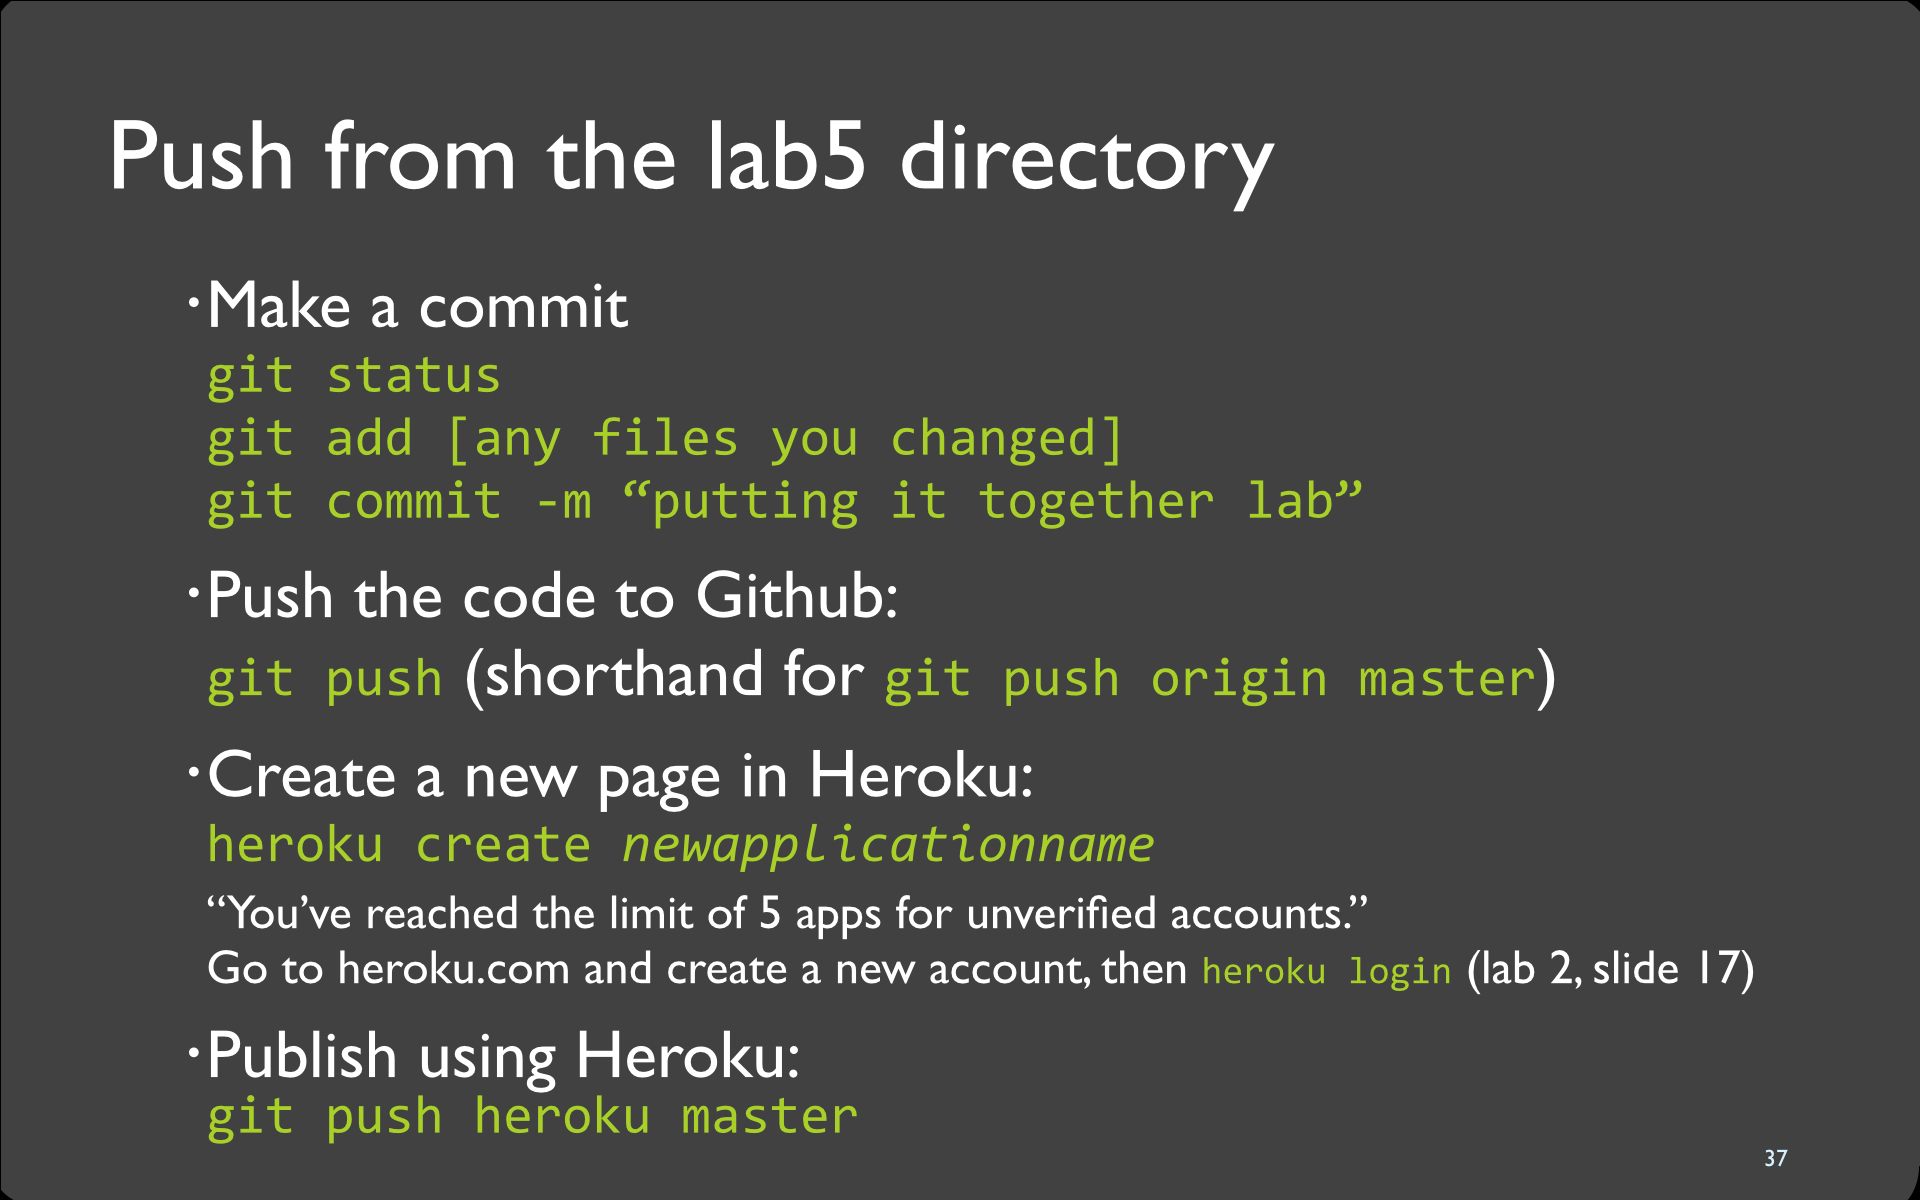 Push from the lab5 directory
·Make a commit
git status
git add [any files you changed]
git commit -m “putting it together lab”
·Push the code to Github:
git push (shorthand for git push origin master)
·Create a new page in Heroku:
heroku create newapplicationname
“You’ve reached the limit of 5 apps for unverified accounts.”
Go to heroku.com and create a new account, then heroku login (lab 2, slide 17)
·Publish using Heroku:
git push heroku master
37